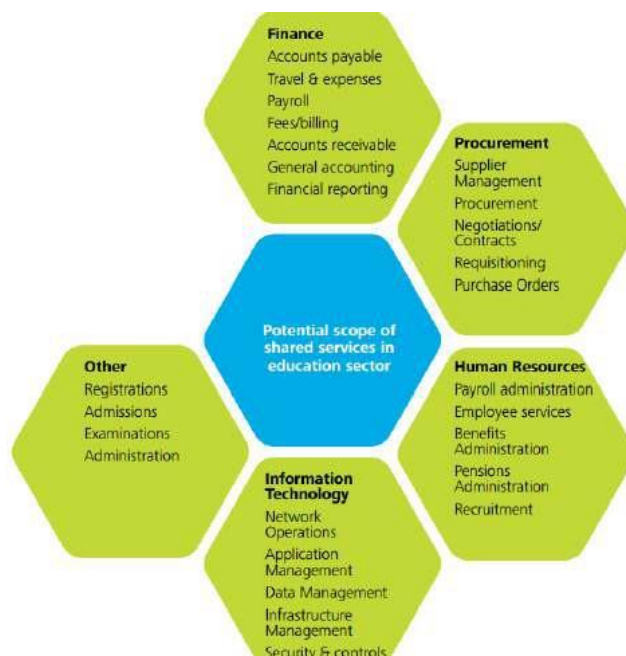 Finance
Accounts payable
Travel & expenses
Payroll
Fees/billing
Accounts receivable
General accounting
Financial reporting
Procurement
Supplier
Management
Procurement
Negotiations/
Contracts
Requisitioning
Purchase Orders
Potential scope of
shared services in
education sector
Other
Registrations
Admissions
Examinations
Administration
Human Resources
Payroll administration
Employee services
Benefits
Administration
Pensions
Administration
Recruitment
Information
Technology
Network
Operations
Application
Management
Data Management
Infrastructure
Management
Security & controls